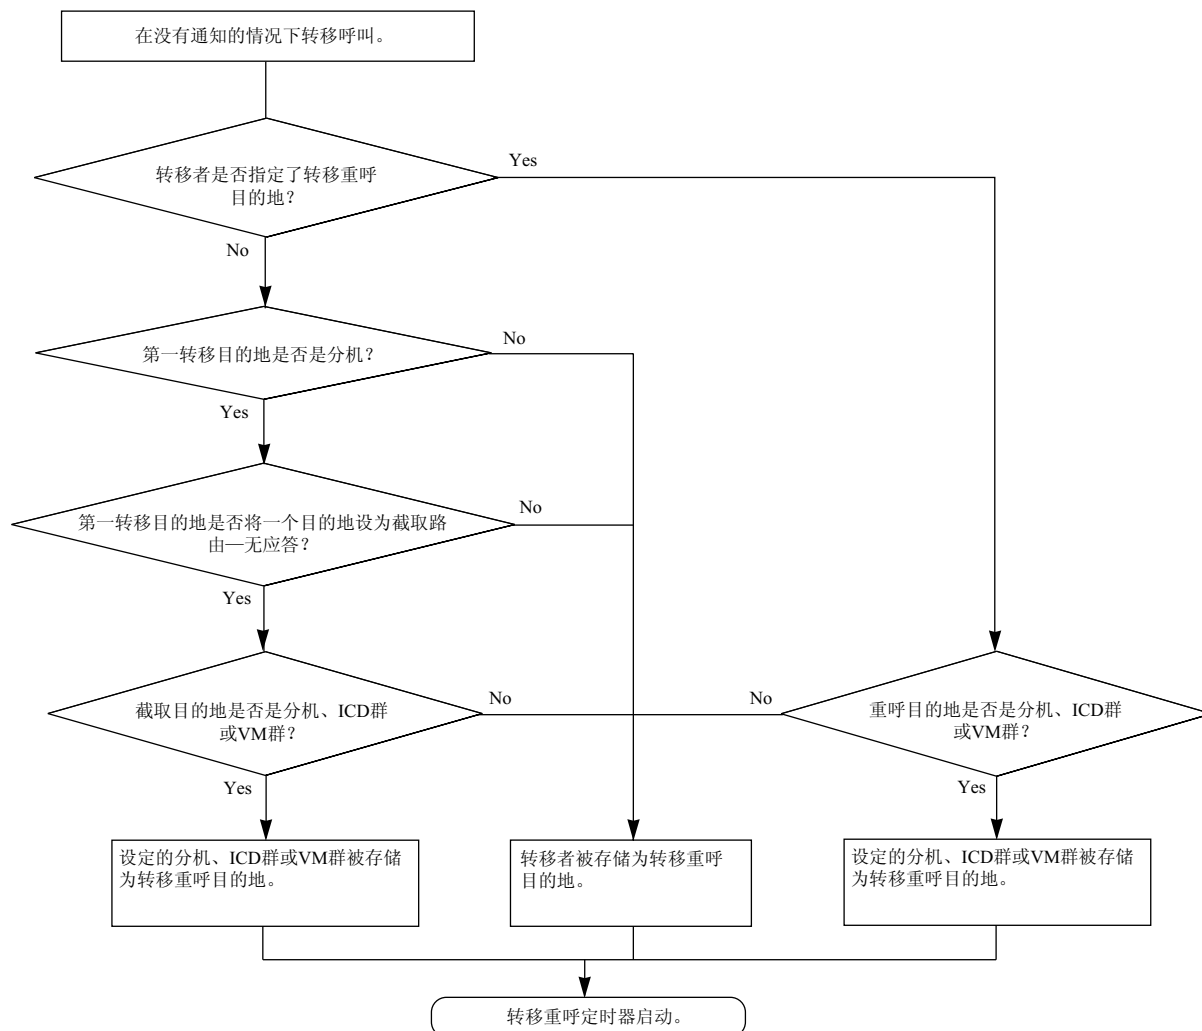 在没有通知的情况下转移呼叫。
转移者是否指定了转移重呼
目的地？
Yes
No
第一转移目的地是否是分机？
No
Yes
第一转移目的地是否将一个目的地设为截取路
由—无应答？
No
Yes
截取目的地是否是分机、ICD群
或VM群？
No
No
重呼目的地是否是分机、ICD群
或VM群？
Yes
Yes
设定的分机、ICD群或VM群被存储
为转移重呼目的地。
转移者被存储为转移重呼
目的地。
设定的分机、ICD群或VM群被存储
为转移重呼目的地。
转移重呼定时器启动。